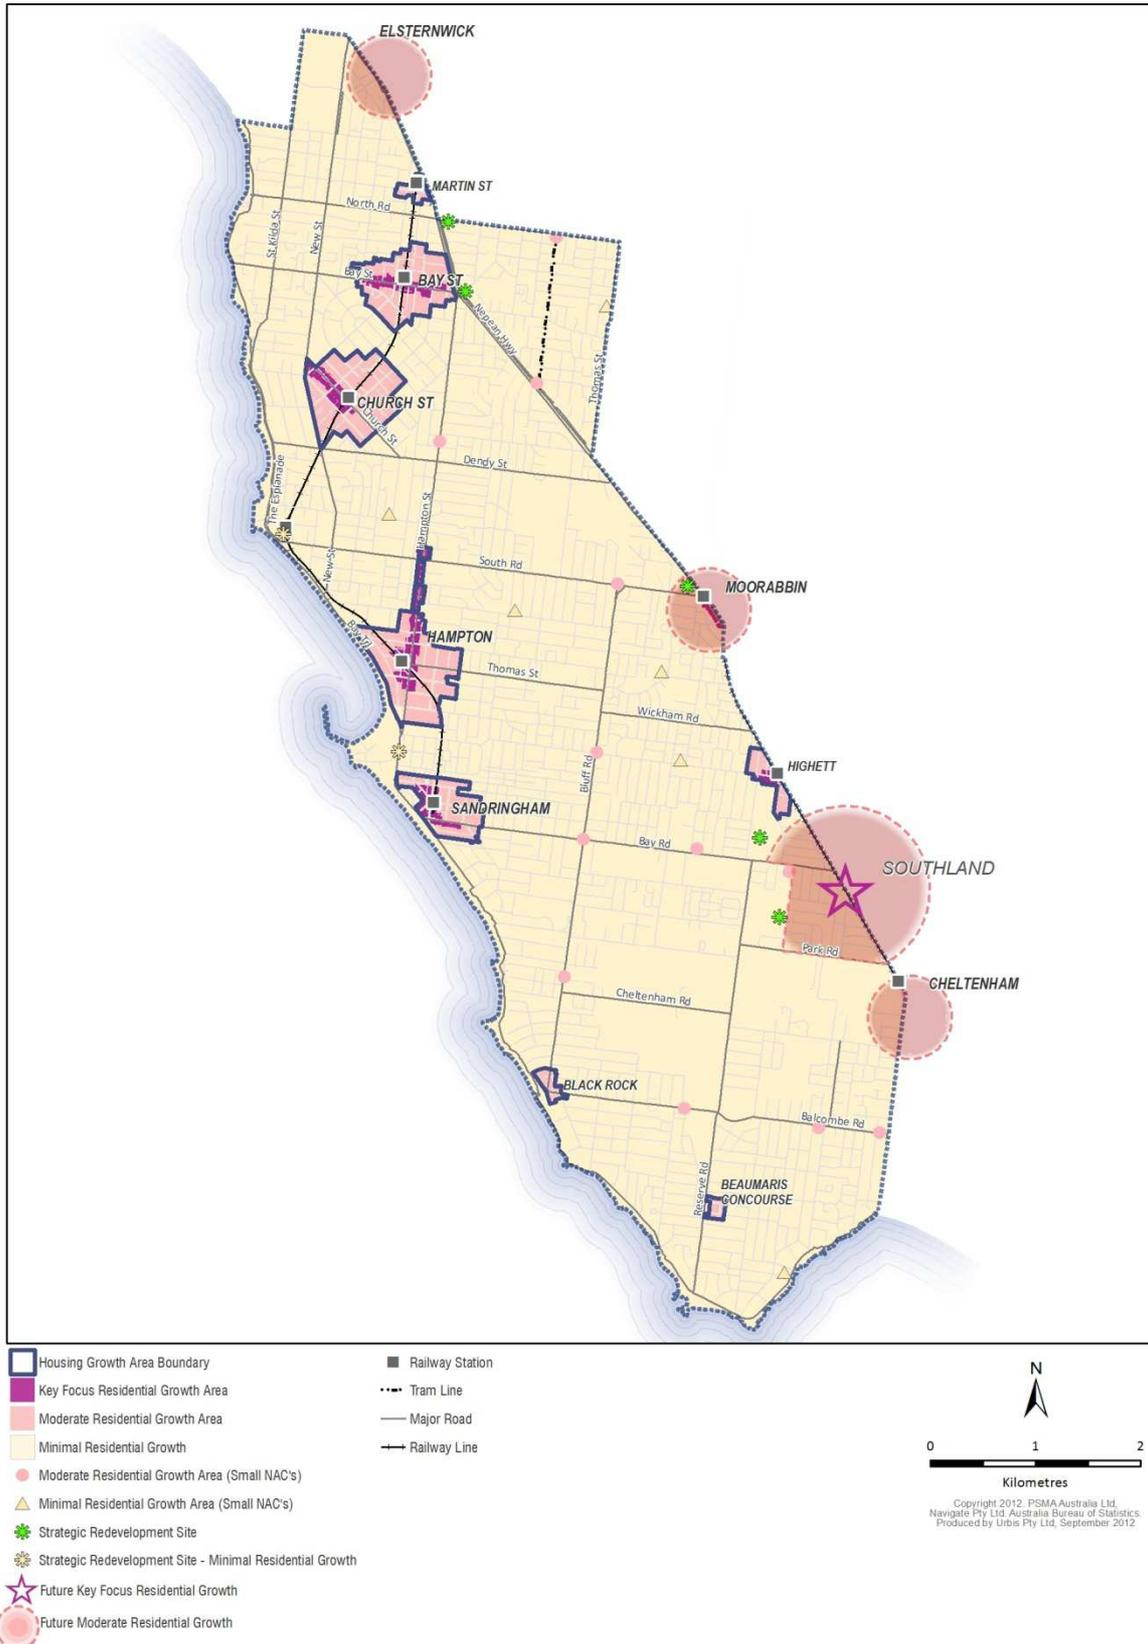 ELSTERNWICK
MARTIN ST
North Rd
St Kilda St
New St
Bay St
BAY ST
Nepean Hwy
Thomas St
CHURCH ST
Church St
Dendy St
The Esplanade
Hampton St
New St
South Rd
MOORABBIN
Bay Trl
HAMPTON
Thomas St
Wickham Rd
Bluff Rd
HIGHETT
SANDRINGHAM
Bay Rd
SOUTHLAND
Park Rd
CHELTENHAM
Cheltenham Rd
BLACK ROCK
Balcombe Rd
Reserve Rd
BEAUMARIS
CONCOURSE
Housing Growth Area Boundary
Key Focus Residential Growth Area
Moderate Residential Growth Area
Minimal Residential Growth
Moderate Residential Growth Area (Small NAC's)
Minimal Residential Growth Area (Small NAC's)
Strategic Redevelopment Site
Strategic Redevelopment Site - Minimal Residential Growth
Future Key Focus Residential Growth
Future Moderate Residential Growth
Railway Station
Tram Line
Major Road
Railway Line
N
0 1 2
Kilometres
Copyright 2012. PSMA Australia Ltd,
Navigate Pty Ltd. Australia Bureau of Statistics.
Produced by Urbis Pty Ltd, September 2012